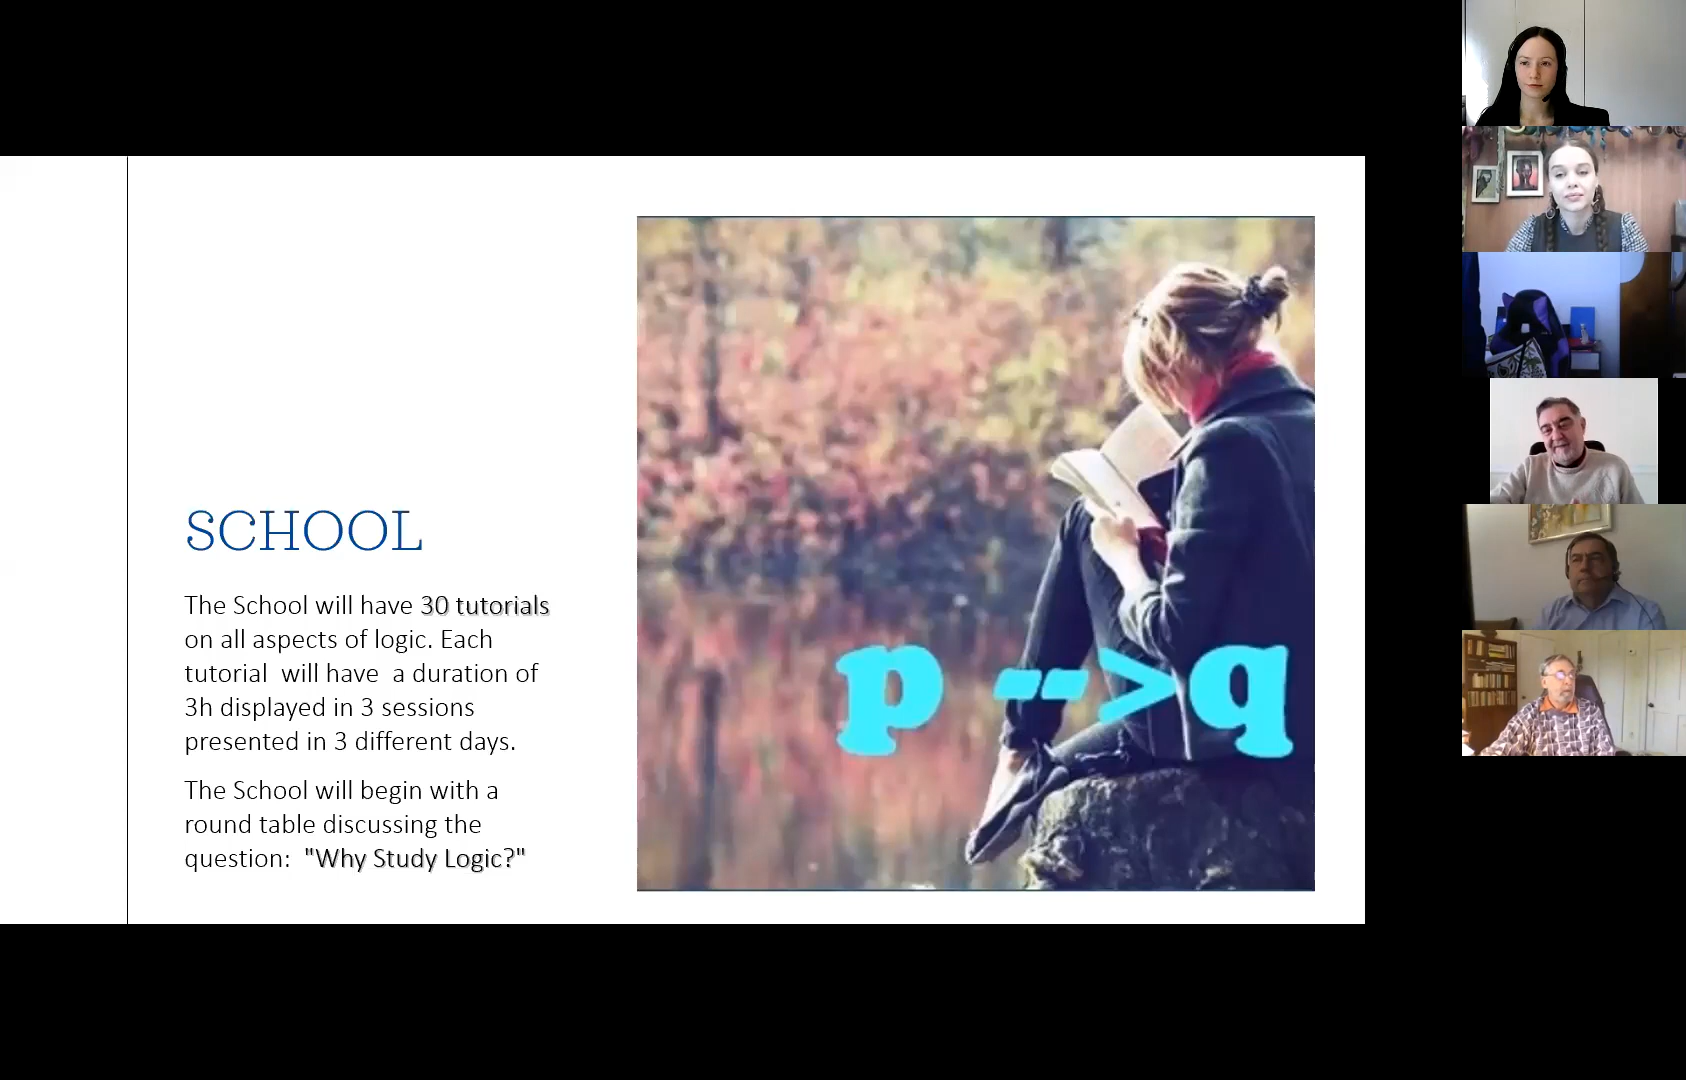 SCHOOL
The School will have 30 tutorials
on all aspects of logic. Each
tutorial  will have  a duration of
3h displayed in 3 sessions
presented in 3 different days.
The School will begin with a
round table discussing the
question:  "Why Study Logic?"
p -->q